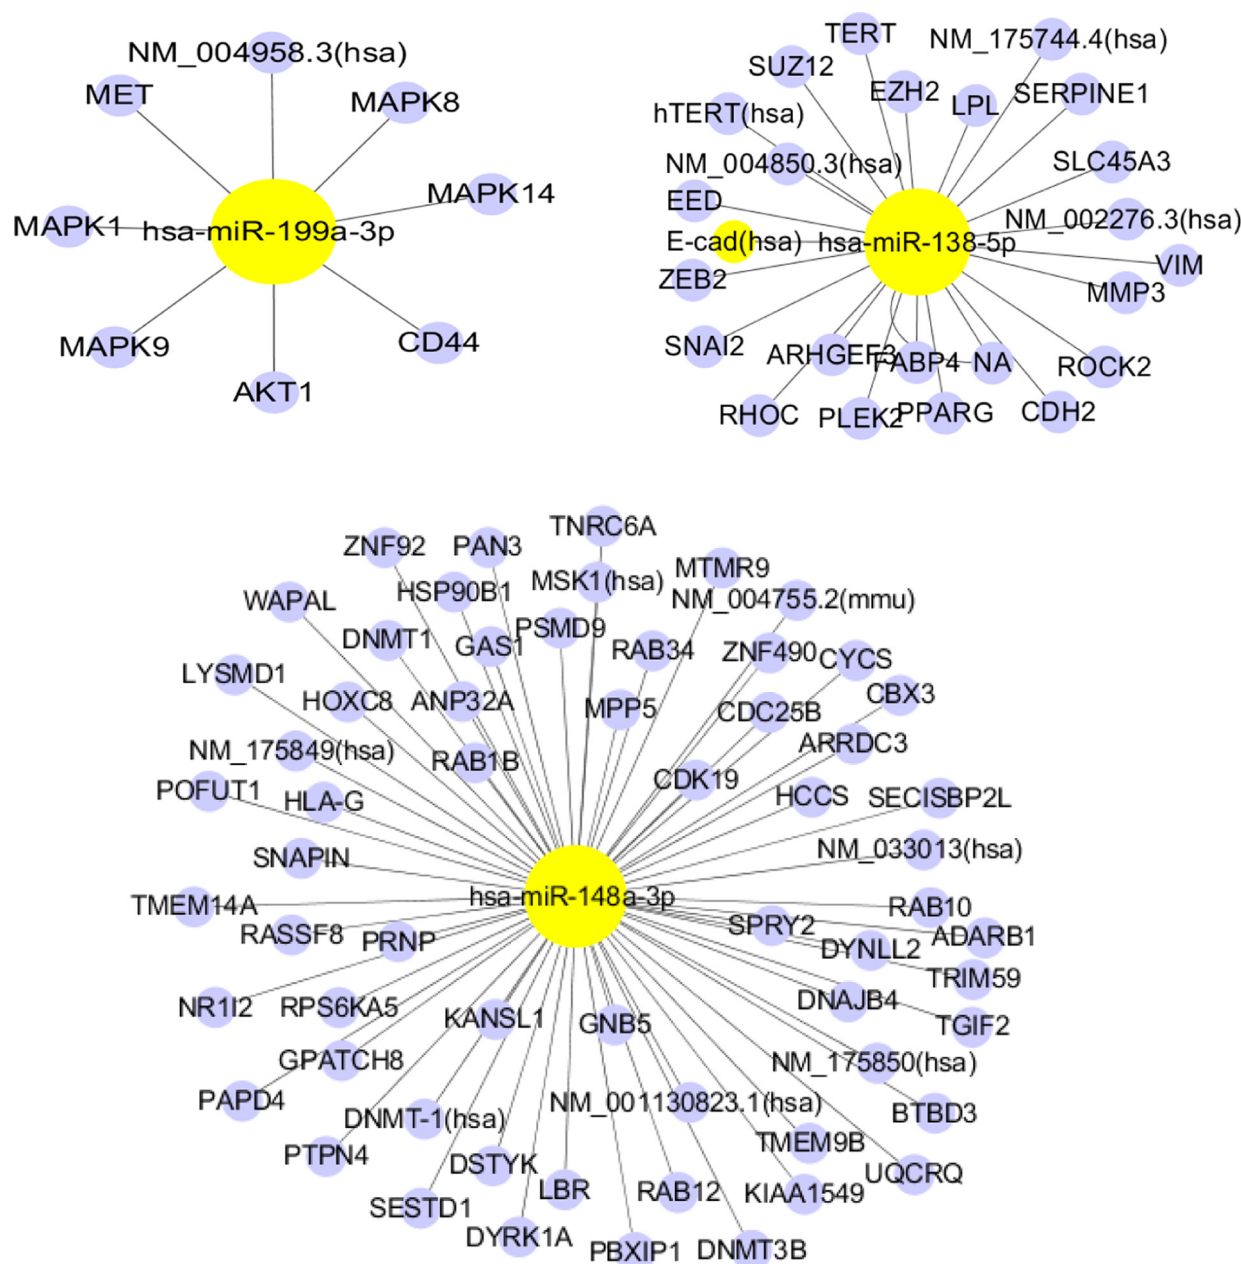 NM_004958.3(hsa)
MET
MAPK8
MAPK14
MAPK1
hsa-miR-199a-3p
MAPK9
CD44
AKT1
TERT
NM_175744.4(hsa)
SUZ12
EZH2
LPL
SERPINE1
hTERT(hsa)
NM_004850.3(hsa)
SLC45A3
EED
NM_002276.3(hsa)
E-cad(hsa)
hsa-miR-138-5p
VIM
ZEB2
MMP3
SNAI2
ARHGEF3
FABP4
NA
ROCK2
RHOC
PLEK2
PPARG
CDH2
TNRC6A
ZNF92
PAN3
MTMR9
MSK1(hsa)
HSP90B1
WAPAL
NM_004755.2(mmu)
PSMD9
DNMT1
GAS1
RAB34
ZNF490
CYCS
LYSMD1
HOXC8
ANP32A
MPP5
CDC25B
CBX3
NM_175849(hsa)
RAB1B
ARRDC3
CDK19
POFUT1
HLA-G
HCCS
SECISBP2L
SNAPIN
NM_033013(hsa)
hsa-miR-148a-3p
TMEM14A
RAB10
RASSF8
PRNP
SPRY2
ADARB1
DYNLL2
TRIM59
NR1I2
RPS6KA5
KANSL1
GNB5
DNAJB4
TGIF2
GPATCH8
NM_175850(hsa)
PAPD4
DNMT-1(hsa)
NM_001130823.1(hsa)
BTBD3
PTPN4
TMEM9B
DSTYK
UQCRQ
LBR
RAB12
KIAA1549
SESTD1
DYRK1A
PBXIP1
DNMT3B